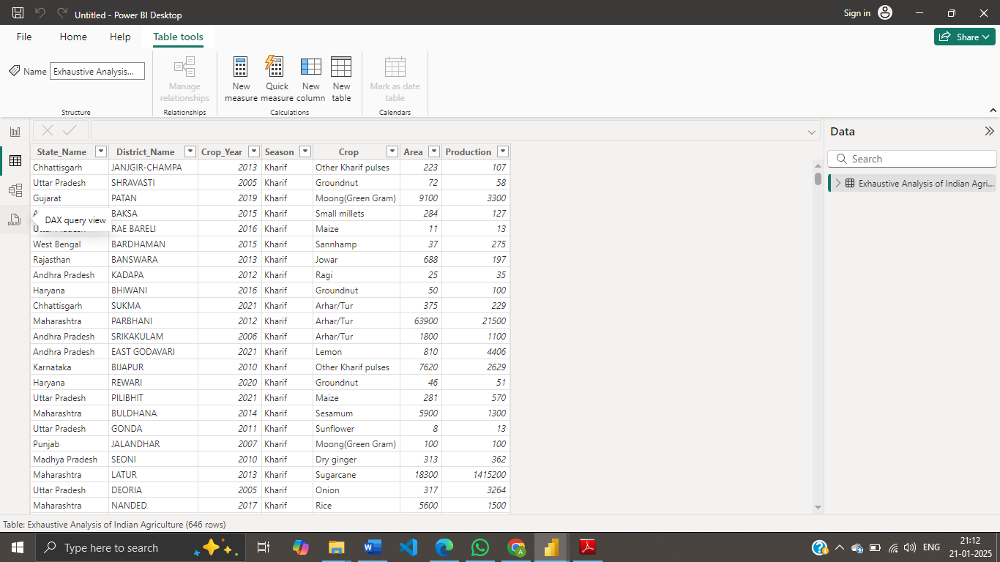 Untitled - Power BI Desktop
Sign in
File Home Help Table tools
Share
Name Exhaustive Analysis...
Manage relationships
New measure
Quick measure
New column
New table
Mark as date table
Structure Relationships Calculations Calendars
Data
Search
Exhaustive Analysis of Indian Agri...
State_Name District_Name Crop_Year Season Crop Area Production
Chhattisgarh JANJGIR-CHAMPA 2013 Kharif Other Kharif pulses 223 107
Uttar Pradesh SHRAVASTI 2005 Kharif Groundnut 72 58
Gujarat PATAN 2019 Kharif Moong(Green Gram) 9100 3300
BAKSA 2015 Kharif Small millets 284 127
DAX query view
RAE BARELI 2016 Kharif Maize 11 13
West Bengal BARDHAMAN 2015 Kharif Sannhamp 37 275
Rajasthan BANSWARA 2013 Kharif Jowar 688 197
Andhra Pradesh KADAPA 2012 Kharif Ragi 25 35
Haryana BHIWANI 2016 Kharif Groundnut 50 100
Chhattisgarh SUKMA 2021 Kharif Arhar/Tur 375 229
Maharashtra PARBHANI 2012 Kharif Arhar/Tur 63900 21500
Andhra Pradesh SRIKAKULAM 2006 Kharif Arhar/Tur 1800 1100
Andhra Pradesh EAST GODAVARI 2021 Kharif Lemon 810 4406
Karnataka BIJAPUR 2010 Kharif Other Kharif pulses 7620 2629
Haryana REWARI 2020 Kharif Groundnut 46 51
Uttar Pradesh PILIBHIT 2021 Kharif Maize 281 570
Maharashtra BULDHANA 2014 Kharif Sesamum 5900 1300
Uttar Pradesh GONDA 2011 Kharif Sunflower 8 13
Punjab JALANDHAR 2007 Kharif Moong(Green Gram) 100 100
Madhya Pradesh SEONI 2010 Kharif Dry ginger 313 362
Maharashtra LATUR 2013 Kharif Sugarcane 18300 1415200
Uttar Pradesh DEORIA 2005 Kharif Onion 317 3264
Maharashtra NANDED 2017 Kharif Rice 5600 1500
Table: Exhaustive Analysis of Indian Agriculture (646 rows)
Type here to search
ENG
21:12
21-01-2025